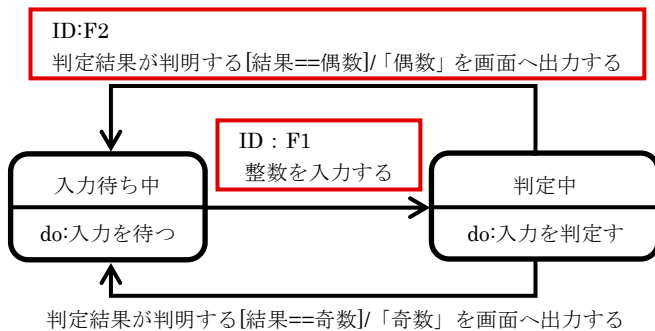 ID:F2
判定結果が判明する[結果==偶数]/「偶数」を画面へ出力する
ID：F1
整数を入力する
入力待ち中
do:入力を待つ
判定中
do:入力を判定す
判定結果が判明する[結果==奇数]/「奇数」を画面へ出力する